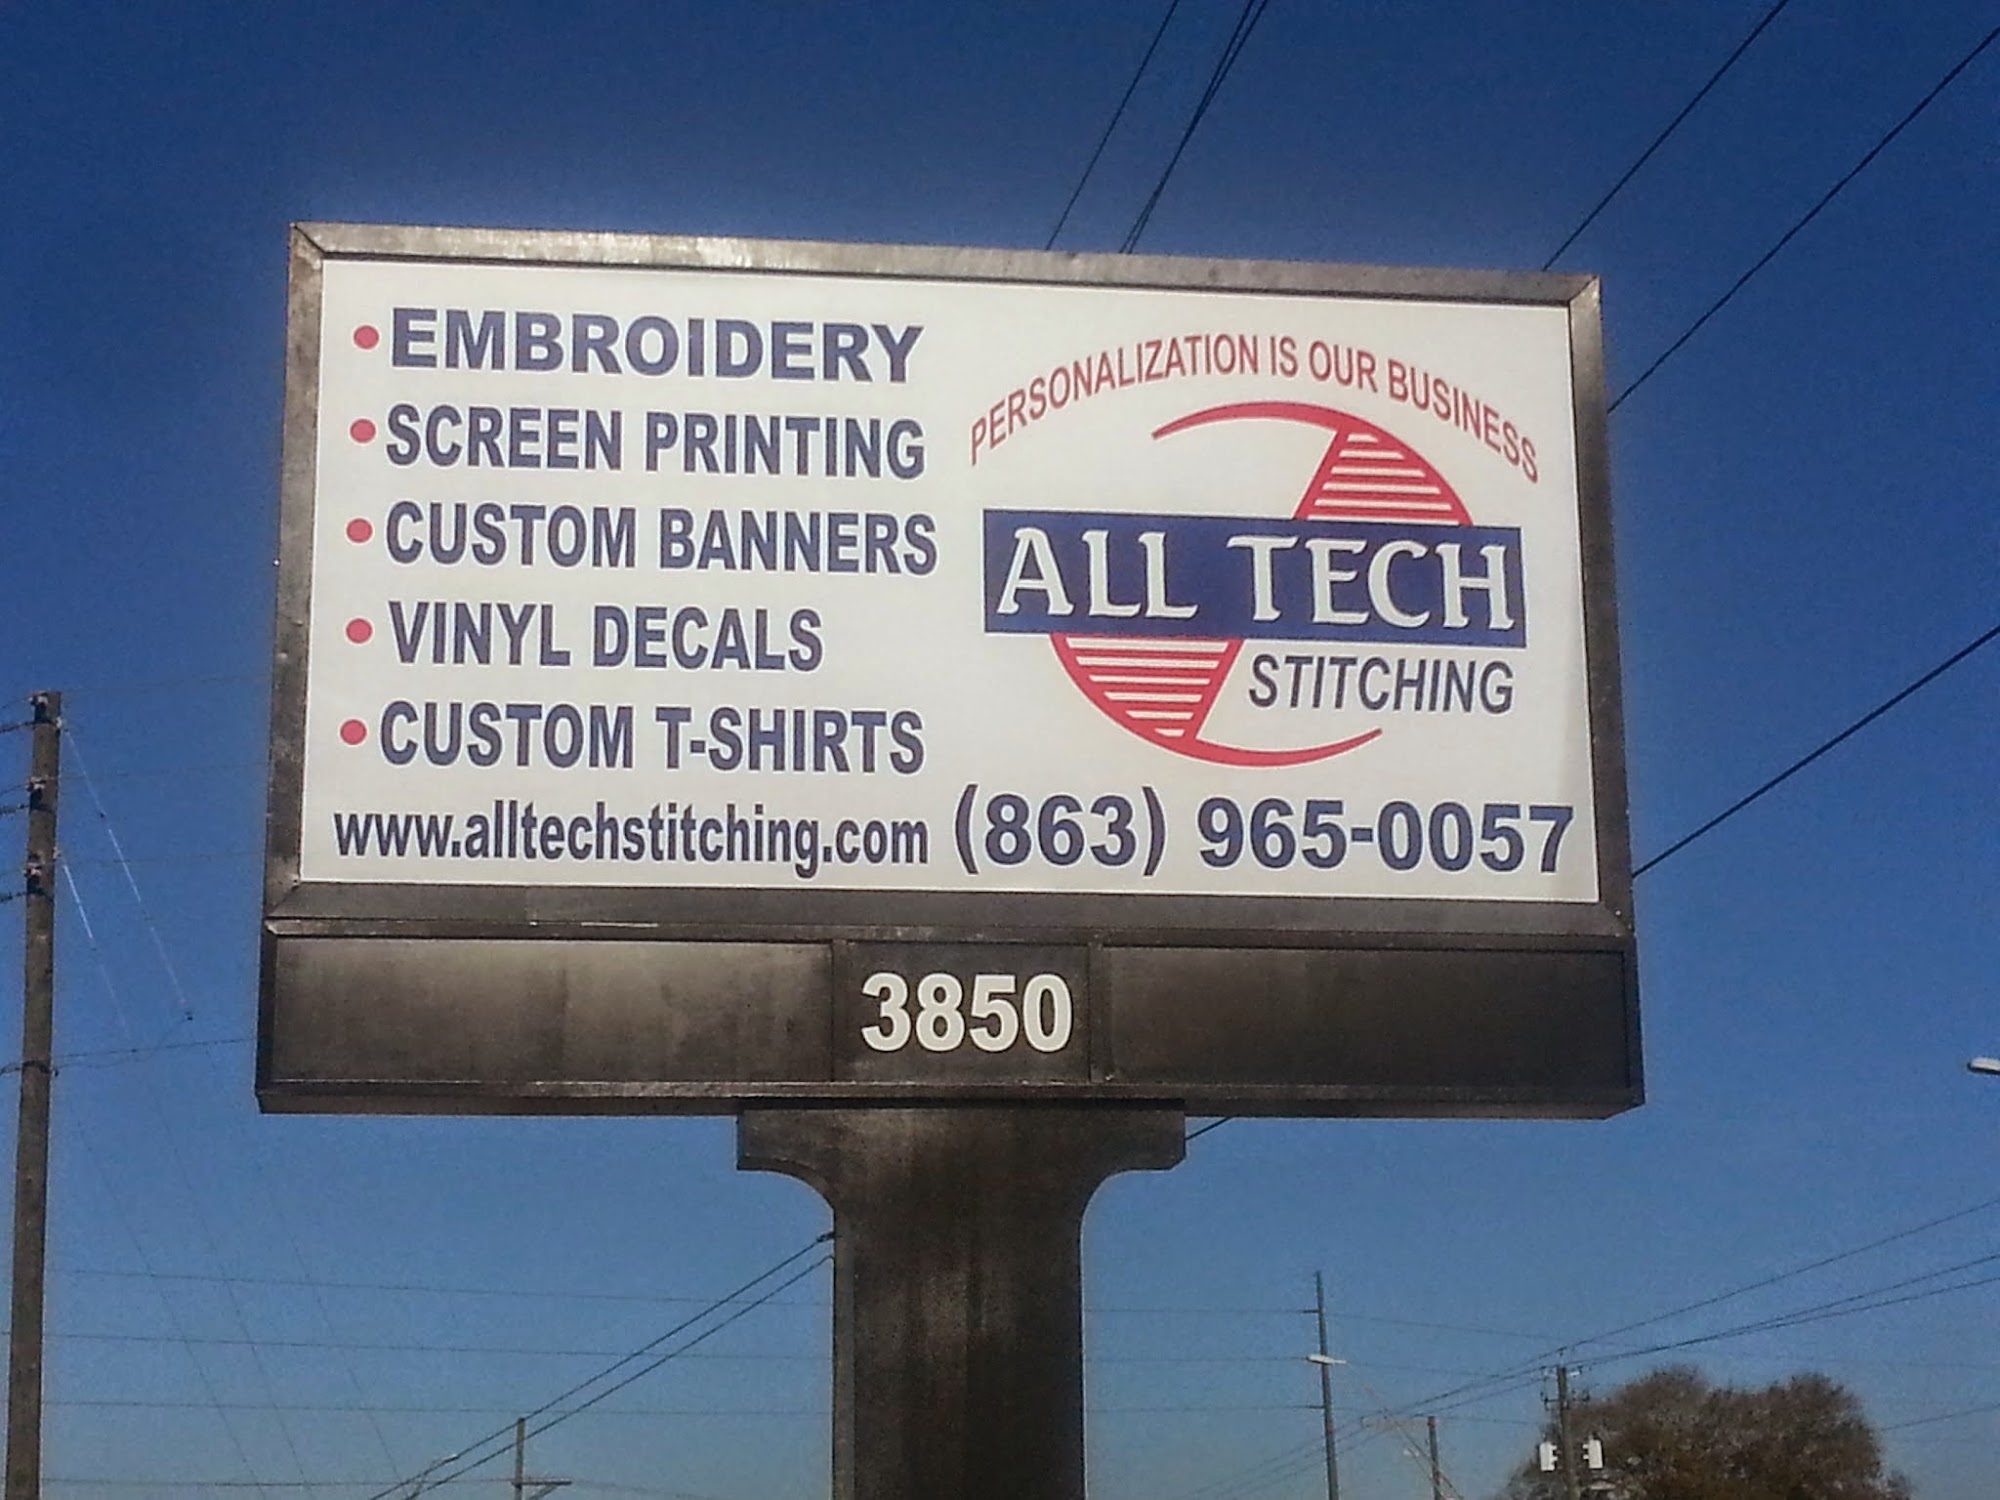 • EMBROIDERY
• SCREEN PRINTING
• CUSTOM BANNERS
• VINYL DECALS
• CUSTOM T-SHIRTS
www.alltechstitching.com
PERSONALIZATION IS OUR BUSINESS
ALL TECH
STITCHING
(863) 965-0057
3850